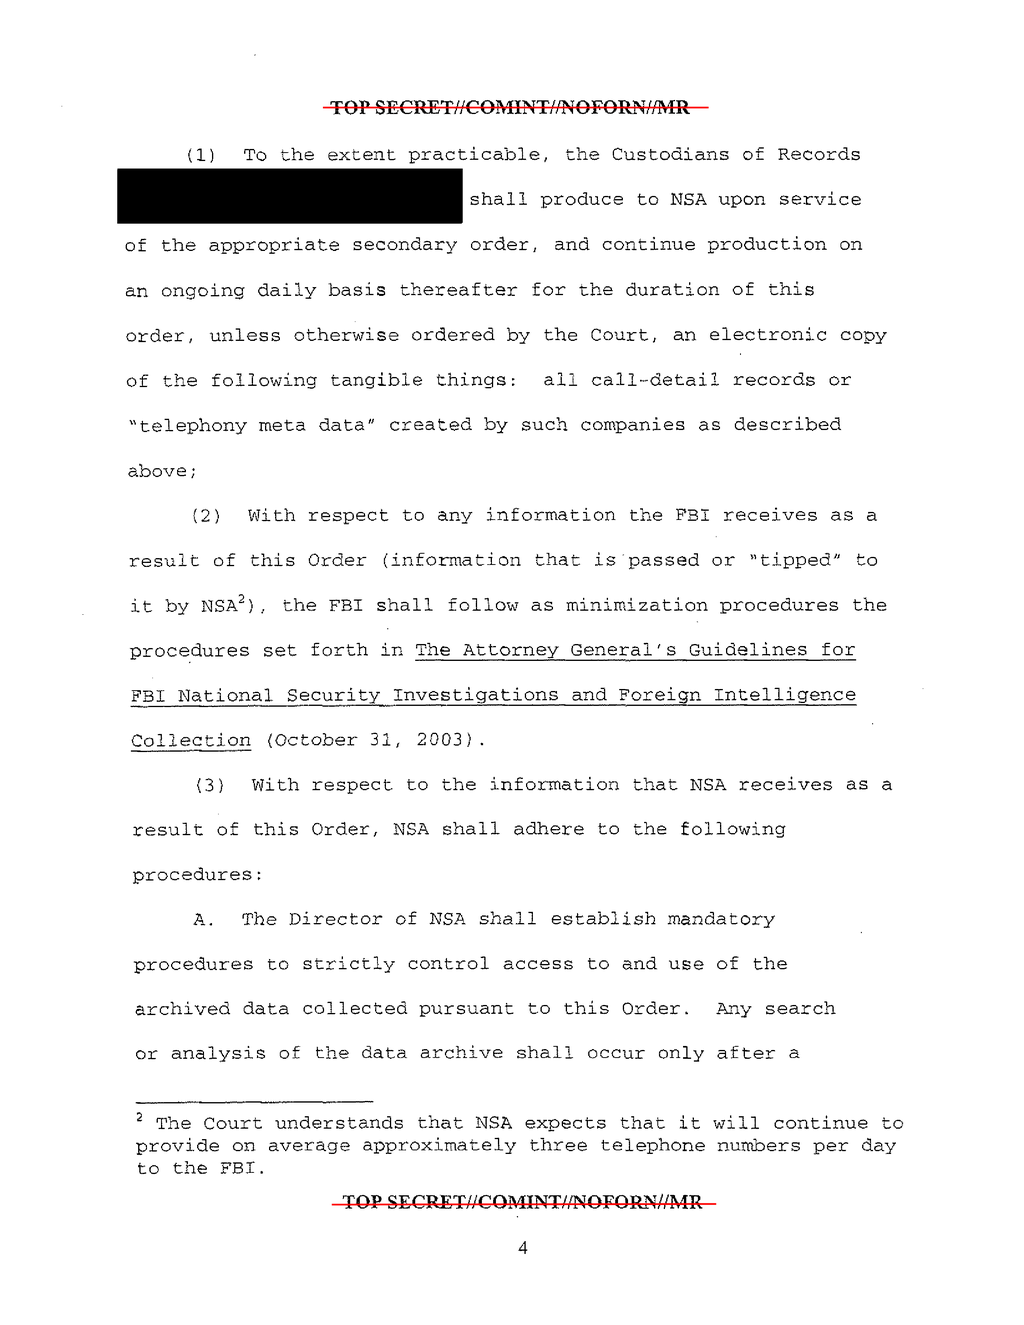 TOP SECRET//COMINT//NOFORN//MR
(1) To the extent practicable, the Custodians of Records
shall produce to NSA upon service
of the appropriate secondary order, and continue production on
an ongoing daily basis thereafter for the duration of this
order, unless otherwise ordered by the Court, an electronic copy
of the following tangible things: all call-detail records or
"telephony meta data" created by such companies as described
above;
(2) With respect to any information the FBI receives as a
result of this Order (information that is passed or "tipped" to
it by NSA²), the FBI shall follow as minimization procedures the
procedures set forth in The Attorney General's Guidelines for
FBI National Security Investigations and Foreign Intelligence
Collection (October 31, 2003).
(3) With respect to the information that NSA receives as a
result of this Order, NSA shall adhere to the following
procedures:
A. The Director of NSA shall establish mandatory
procedures to strictly control access to and use of the
archived data collected pursuant to this Order. Any search
or analysis of the data archive shall occur only after a
² The Court understands that NSA expects that it will continue to
provide on average approximately three telephone numbers per day
to the FBI.
TOP SECRET//COMINT//NOFORN//MR
4